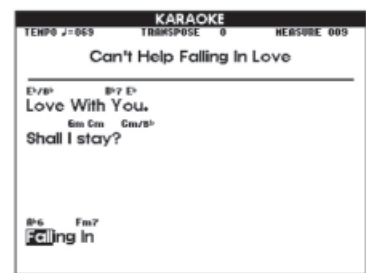 KARAOKE
TEMPO ♩=069 TRANSPOSE 0 MEASURE 009
Can't Help Falling In Love
E♭/B♭ B♭7 E♭
Love With You.
Gm Cm Gm/B♭
Shall I stay?
A♭6 Fm7
Falling In